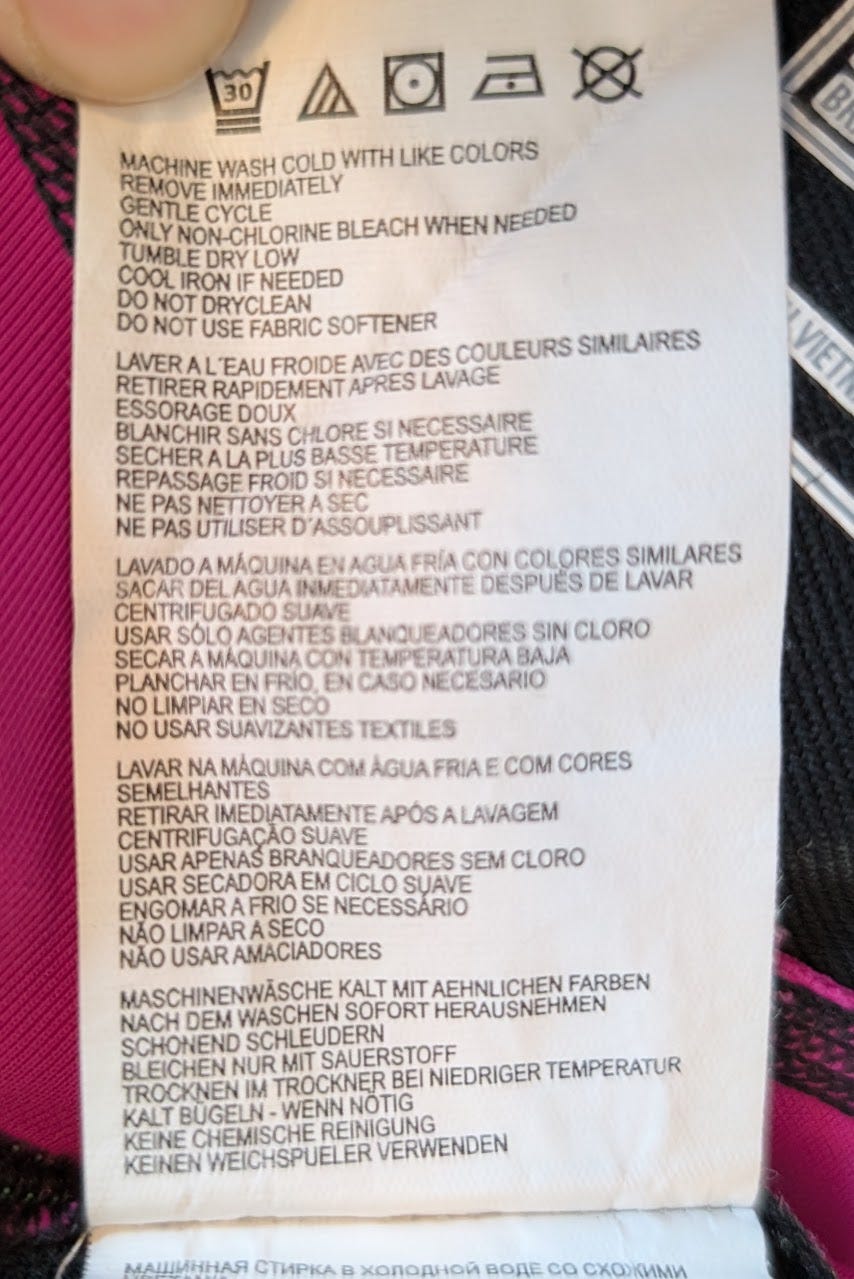 30
MACHINE WASH COLD WITH LIKE COLORS
REMOVE IMMEDIATELY
GENTLE CYCLE
ONLY NON-CHLORINE BLEACH WHEN NEEDED
TUMBLE DRY LOW
COOL IRON IF NEEDED
DO NOT DRYCLEAN
DO NOT USE FABRIC SOFTENER
LAVER A L´EAU FROIDE AVEC DES COULEURS SIMILAIRES
RETIRER RAPIDEMENT APRES LAVAGE
ESSORAGE DOUX
BLANCHIR SANS CHLORE SI NECESSAIRE
SECHER A LA PLUS BASSE TEMPERATURE
REPASSAGE FROID SI NECESSAIRE
NE PAS NETTOYER A SEC
NE PAS UTILISER D´ASSOUPLISSANT
LAVADO A MÁQUINA EN AGUA FRÍA CON COLORES SIMILARES
SACAR DEL AGUA INMEDIATAMENTE DESPUÉS DE LAVAR
CENTRIFUGADO SUAVE
USAR SÓLO AGENTES BLANQUEADORES SIN CLORO
SECAR A MÁQUINA CON TEMPERATURA BAJA
PLANCHAR EN FRÍO, EN CASO NECESARIO
NO LIMPIAR EN SECO
NO USAR SUAVIZANTES TEXTILES
LAVAR NA MÁQUINA COM ÁGUA FRIA E COM CORES
SEMELHANTES
RETIRAR IMEDIATAMENTE APÓS A LAVAGEM
CENTRIFUGAÇÃO SUAVE
USAR APENAS BRANQUEADORES SEM CLORO
USAR SECADORA EM CICLO SUAVE
ENGOMAR A FRIO SE NECESSÁRIO
NÃO LIMPAR A SECO
NÃO USAR AMACIADORES
MASCHINENWÄSCHE KALT MIT AEHNLICHEN FARBEN
NACH DEM WASCHEN SOFORT HERAUSNEHMEN
SCHONEND SCHLEUDERN
BLEICHEN NUR MIT SAUERSTOFF
TROCKNEN IM TROCKNER BEI NIEDRIGER TEMPERATUR
KALT BÜGELN - WENN NÖTIG
KEINE CHEMISCHE REINIGUNG
KEINEN WEICHSPUELER VERWENDEN
МАШИННАЯ СТИРКА В ХОЛОДНОЙ ВОДЕ СО СХОЖИМИ